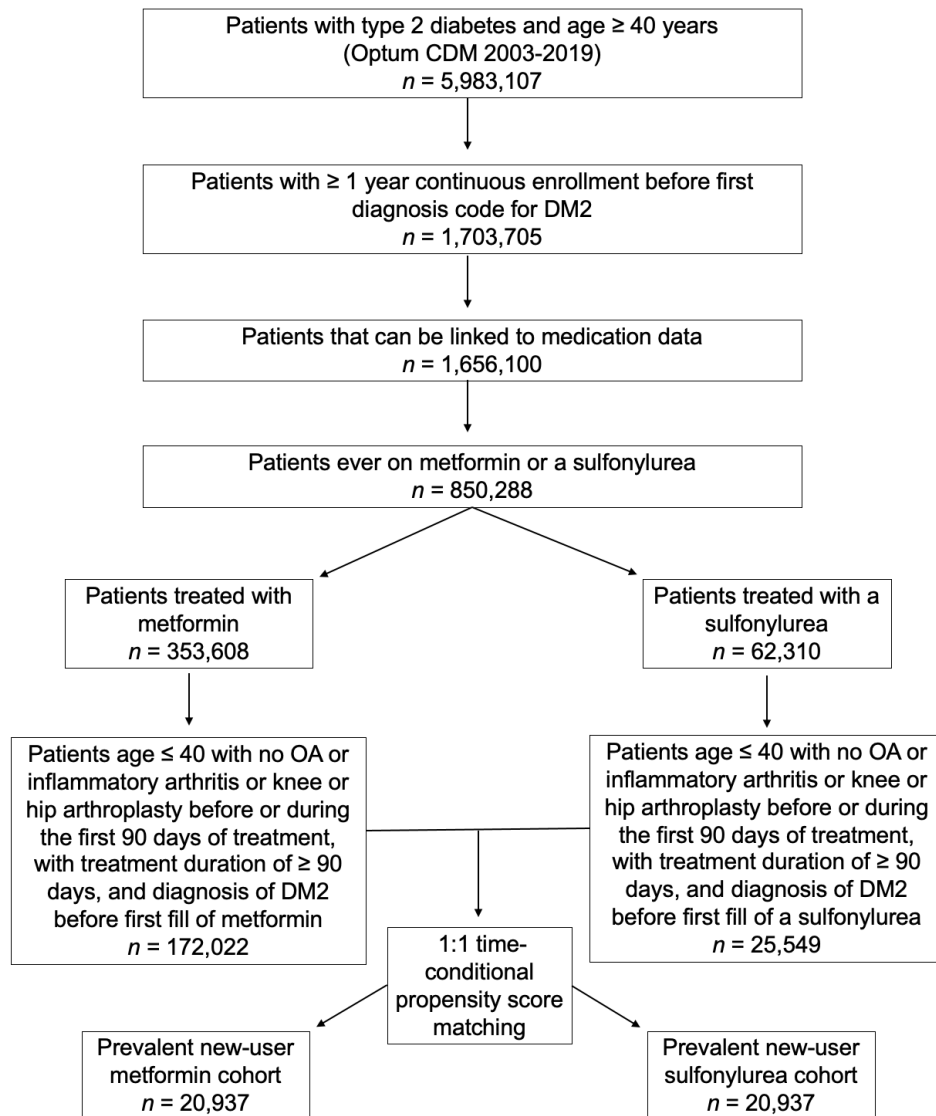 Patients with type 2 diabetes and age ≥ 40 years
(Optum CDM 2003-2019)
n = 5,983,107
Patients with ≥ 1 year continuous enrollment before first
diagnosis code for DM2
n = 1,703,705
Patients that can be linked to medication data
n = 1,656,100
Patients ever on metformin or a sulfonylurea
n = 850,288
Patients treated with
metformin
n = 353,608
Patients treated with a
sulfonylurea
n = 62,310
Patients age ≤ 40 with no OA or
inflammatory arthritis or knee or
hip arthroplasty before or during
the first 90 days of treatment,
with treatment duration of ≥ 90
days, and diagnosis of DM2
before first fill of metformin
n = 172,022
Patients age ≤ 40 with no OA or
inflammatory arthritis or knee or
hip arthroplasty before or during
the first 90 days of treatment,
with treatment duration of ≥ 90
days, and diagnosis of DM2
before first fill of a sulfonylurea
n = 25,549
1:1 time-
conditional
propensity score
matching
Prevalent new-user
metformin cohort
n = 20,937
Prevalent new-user
sulfonylurea cohort
n = 20,937